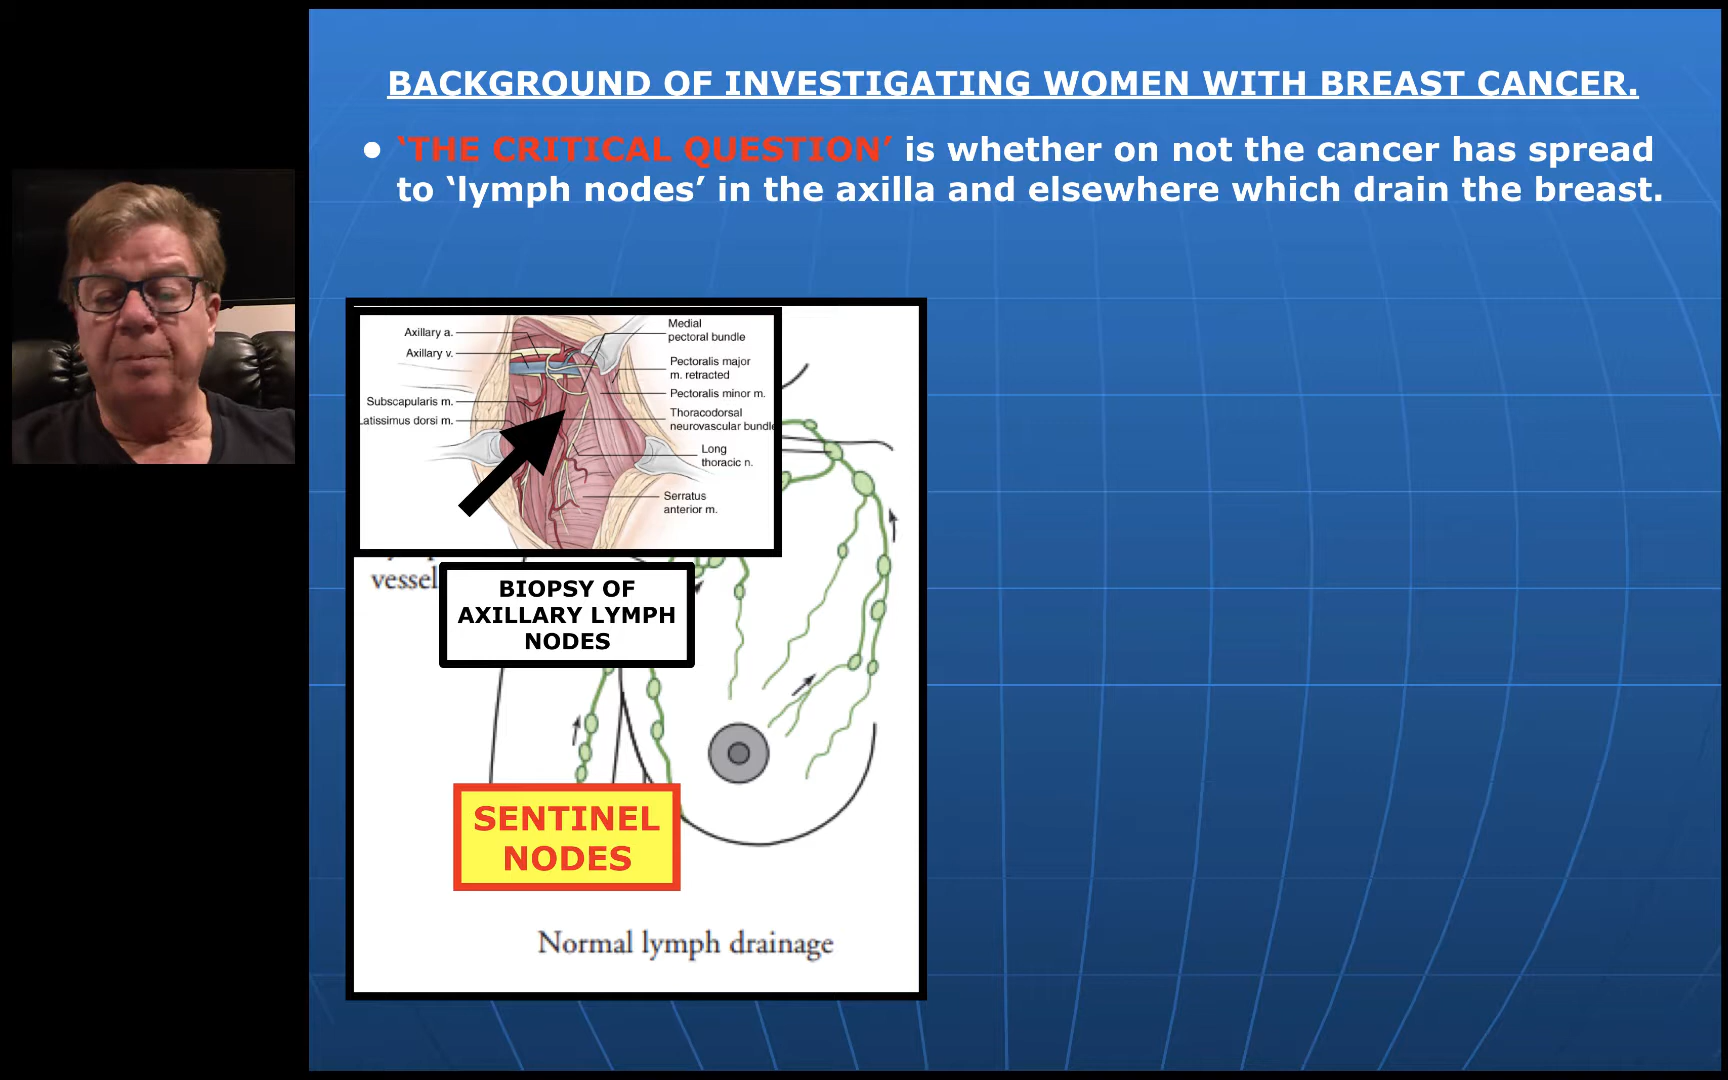 BACKGROUND OF INVESTIGATING WOMEN WITH BREAST CANCER.
• ‘THE CRITICAL QUESTION’ is whether on not the cancer has spread
to ‘lymph nodes’ in the axilla and elsewhere which drain the breast.
Axillary a.
Axillary v.
Subscapularis m.
atissimus dorsi m.
Medial
pectoral bundle
Pectoralis major
m. retracted
Pectoralis minor m.
Thoracodorsal
neurovascular bundle
Long
thoracic n.
Serratus
anterior m.
vessel
BIOPSY OF
AXILLARY LYMPH
NODES
SENTINEL
NODES
Normal lymph drainage